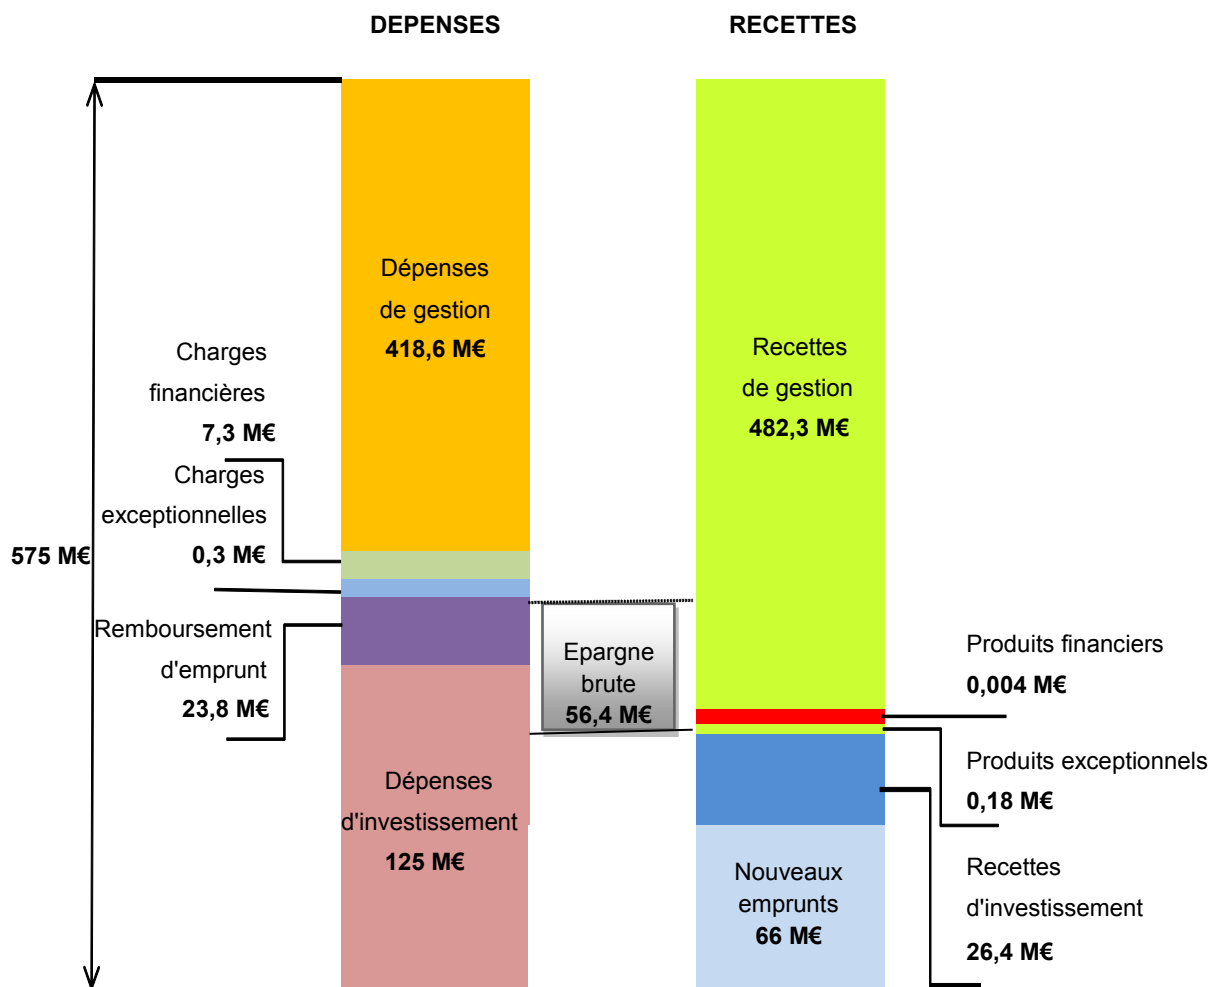 DEPENSES
RECETTES
Dépenses
de gestion
418,6 M€
Charges
financières
7,3 M€
Charges
exceptionnelles
0,3 M€
575 M€
Remboursement
d'emprunt
23,8 M€
Dépenses
d'investissement
125 M€
Epargne
brute
56,4 M€
Recettes
de gestion
482,3 M€
Nouveaux
emprunts
66 M€
Produits financiers
0,004 M€
Produits exceptionnels
0,18 M€
Recettes
d'investissement
26,4 M€